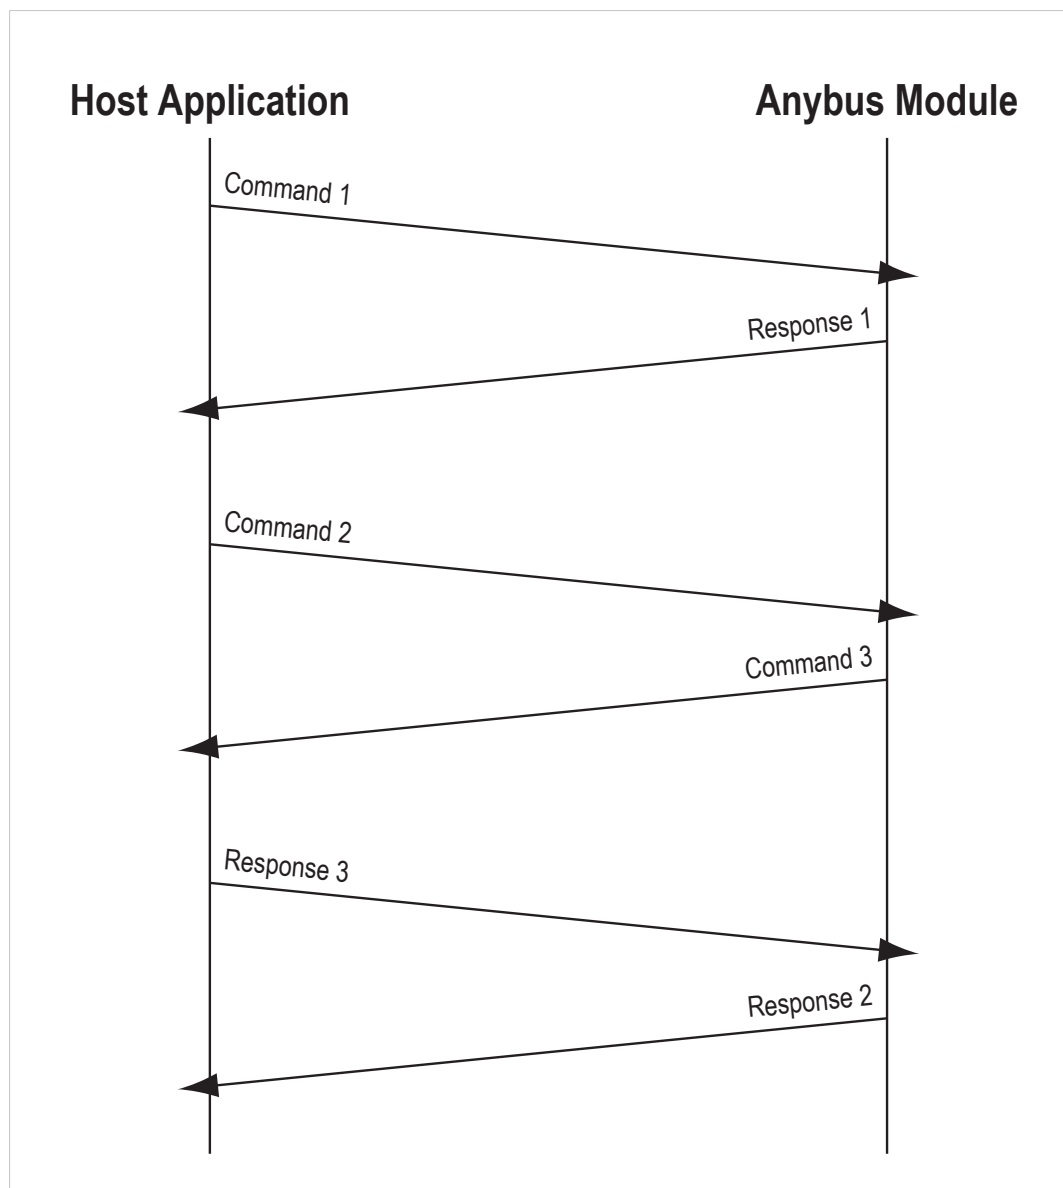 Host Application
Anybus Module
Command 1
Response 1
Command 2
Command 3
Response 3
Response 2